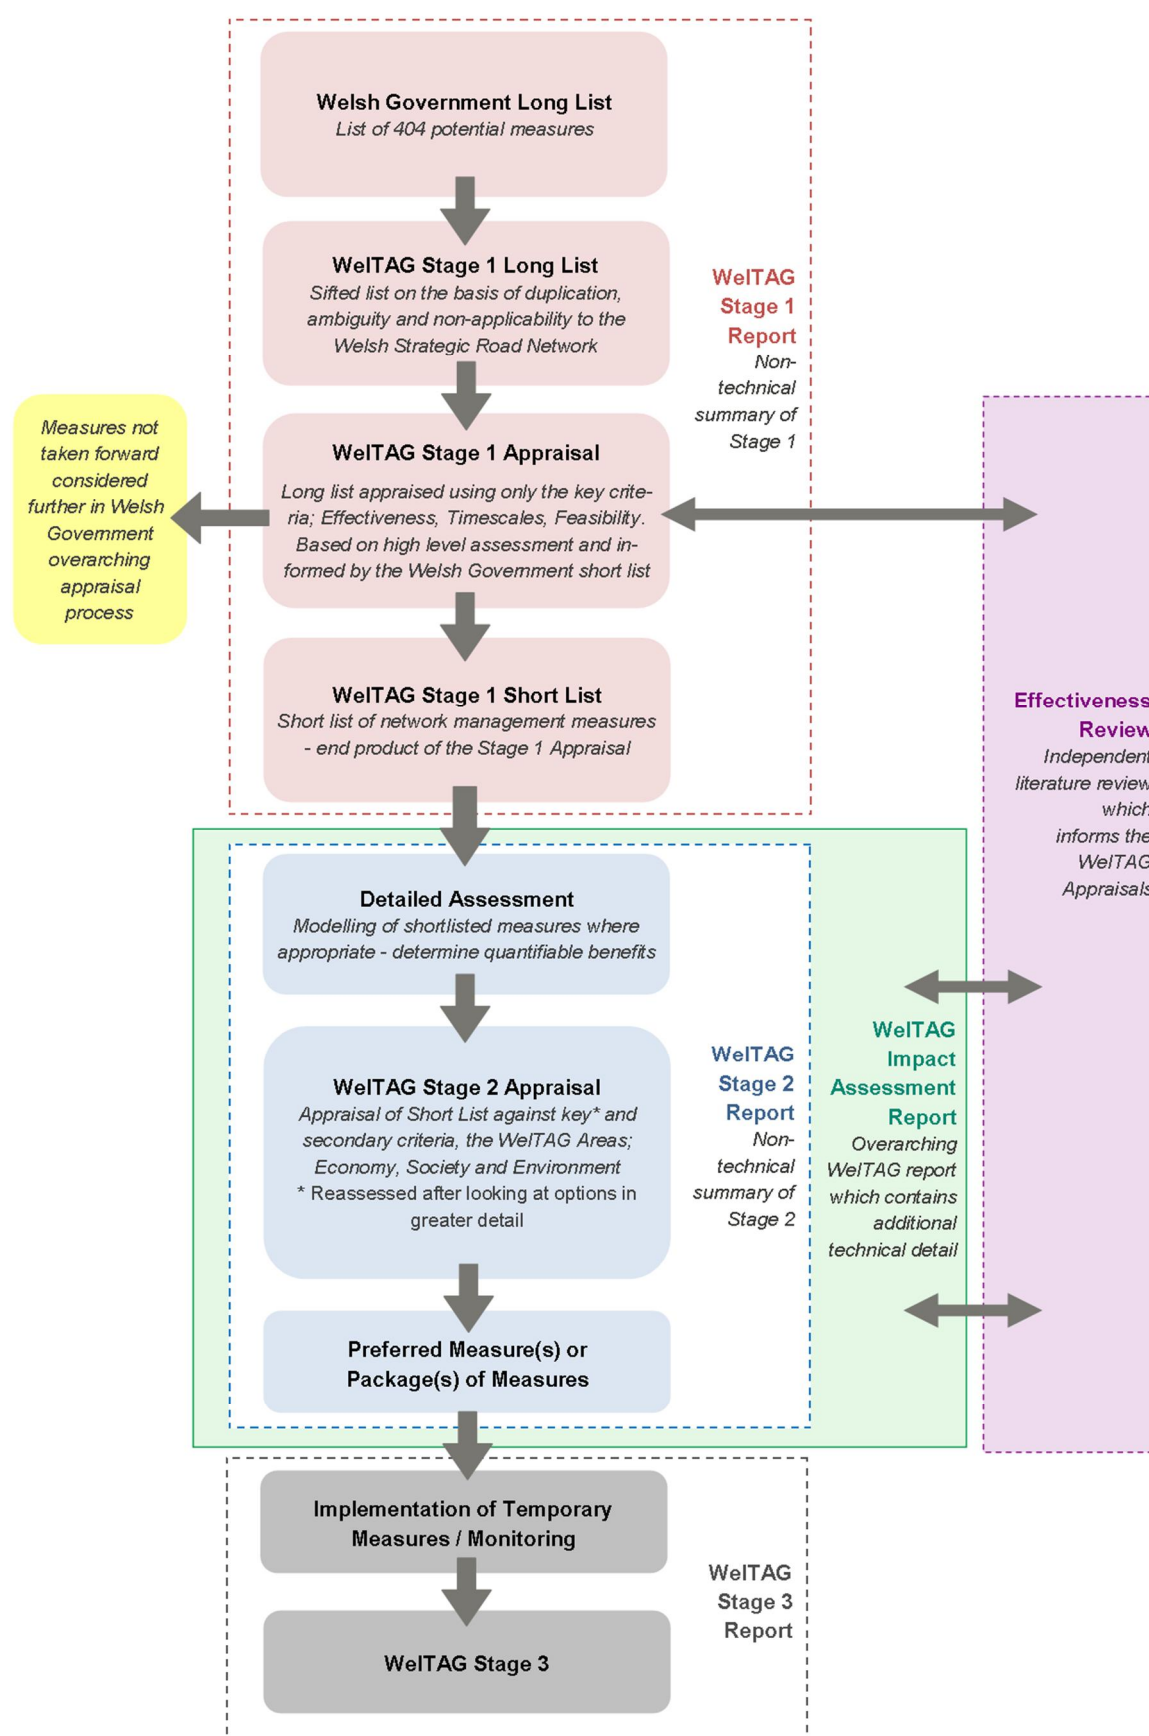 Welsh Government Long List
List of 404 potential measures
WelTAG Stage 1 Long List
Sifted list on the basis of duplication,
ambiguity and non-applicability to the
Welsh Strategic Road Network
WelTAG
Stage 1
Report
Non-
technical
summary of
Stage 1
Measures not
taken forward
considered
further in Welsh
Government
overarching
appraisal
process
WelTAG Stage 1 Appraisal
Long list appraised using only the key crite-
ria; Effectiveness, Timescales, Feasibility.
Based on high level assessment and in-
formed by the Welsh Government short list
WelTAG Stage 1 Short List
Short list of network management measures
- end product of the Stage 1 Appraisal
Effectiveness
Review
Independent
literature review
which
informs the
WelTAG
Appraisals
Detailed Assessment
Modelling of shortlisted measures where
appropriate - determine quantifiable benefits
WelTAG Stage 2 Appraisal
Appraisal of Short List against key* and
secondary criteria, the WelTAG Areas;
Economy, Society and Environment
* Reassessed after looking at options in
greater detail
WelTAG
Stage 2
Report
Non-
technical
summary of
Stage 2
WelTAG
Impact
Assessment
Report
Overarching
WelTAG report
which contains
additional
technical detail
Preferred Measure(s) or
Package(s) of Measures
Implementation of Temporary
Measures / Monitoring
WelTAG
Stage 3
Report
WelTAG Stage 3